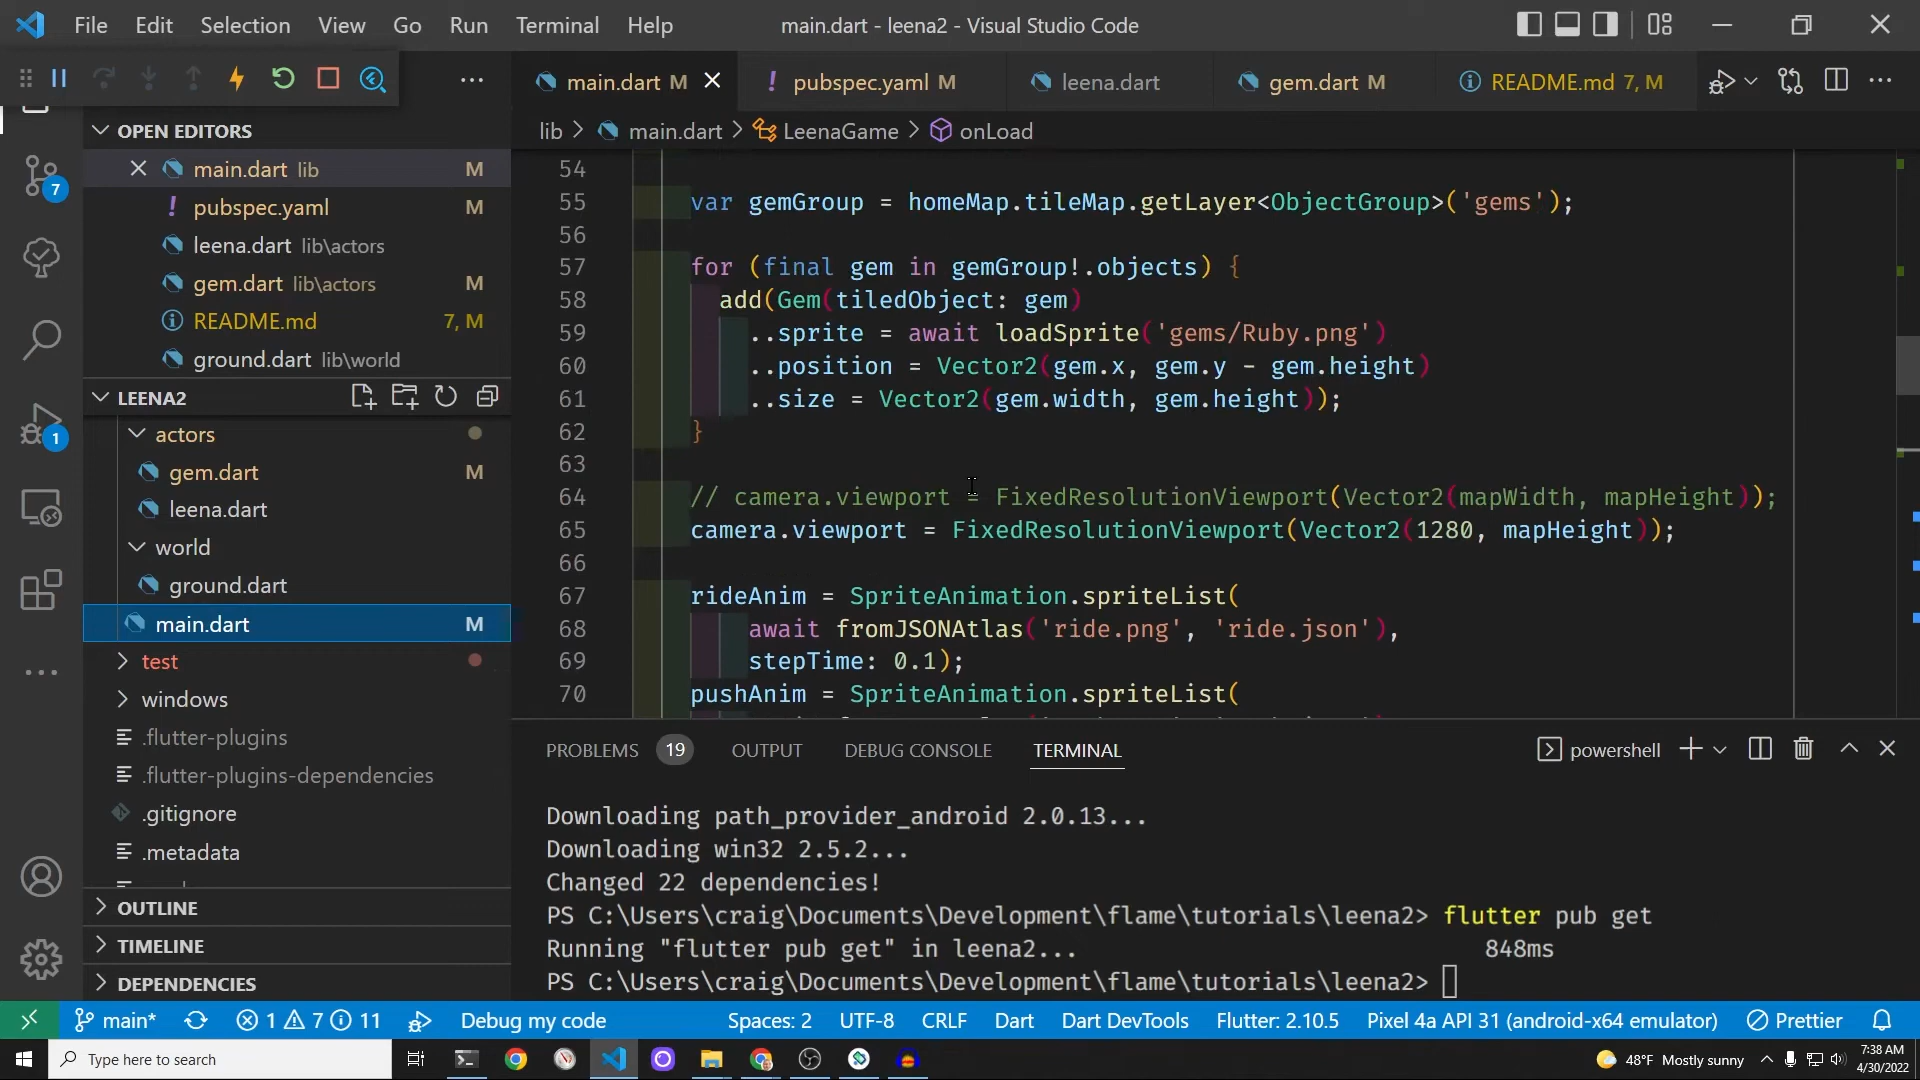 File Edit Selection View Go Run Terminal Help
main.dart - leena2 - Visual Studio Code
main.dart M
! pubspec.yaml M
leena.dart
gem.dart M
README.md 7, M
lib > main.dart > LeenaGame > onLoad
OPEN EDITORS
main.dart lib M
! pubspec.yaml M
leena.dart lib\actors
gem.dart lib\actors M
README.md 7, M
ground.dart lib\world
LEENA2
actors
gem.dart M
leena.dart
world
ground.dart
main.dart M
test
windows
.flutter-plugins
.flutter-plugins-dependencies
.gitignore
.metadata
OUTLINE
TIMELINE
DEPENDENCIES
7
1
54
55 var gemGroup = homeMap.tileMap.getLayer<ObjectGroup>('gems');
56
57 for (final gem in gemGroup!.objects) {
58 add(Gem(tiledObject: gem)
59 ..sprite = await loadSprite('gems/Ruby.png')
60 ..position = Vector2(gem.x, gem.y - gem.height)
61 ..size = Vector2(gem.width, gem.height));
62 }
63
64 // camera.viewport = FixedResolutionViewport(Vector2(mapWidth, mapHeight));
65 camera.viewport = FixedResolutionViewport(Vector2(1280, mapHeight));
66
67 rideAnim = SpriteAnimation.spriteList(
68 await fromJSONAtlas('ride.png', 'ride.json'),
69 stepTime: 0.1);
70 pushAnim = SpriteAnimation.spriteList(
PROBLEMS 19 OUTPUT DEBUG CONSOLE TERMINAL
powershell
Downloading path_provider_android 2.0.13...
Downloading win32 2.5.2...
Changed 22 dependencies!
PS C:\Users\craig\Documents\Development\flame\tutorials\leena2> flutter pub get
Running "flutter pub get" in leena2... 848ms
PS C:\Users\craig\Documents\Development\flame\tutorials\leena2>
main* 1 7 11 Debug my code Spaces: 2 UTF-8 CRLF Dart Dart DevTools Flutter: 2.10.5 Pixel 4a API 31 (android-x64 emulator) Prettier
Type here to search
48°F Mostly sunny
7:38 AM
4/30/2022